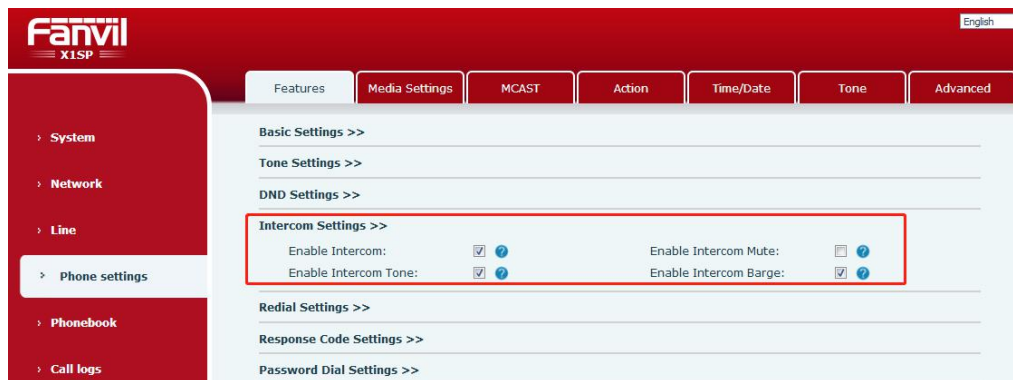 Fanvil
X1SP
English
Features Media Settings MCAST Action Time/Date Tone Advanced
› System
› Network
› Line
› Phone settings
› Phonebook
› Call logs
Basic Settings >>
Tone Settings >>
DND Settings >>
Intercom Settings >>
Enable Intercom: Enable Intercom Mute:
Enable Intercom Tone: Enable Intercom Barge:
Redial Settings >>
Response Code Settings >>
Password Dial Settings >>